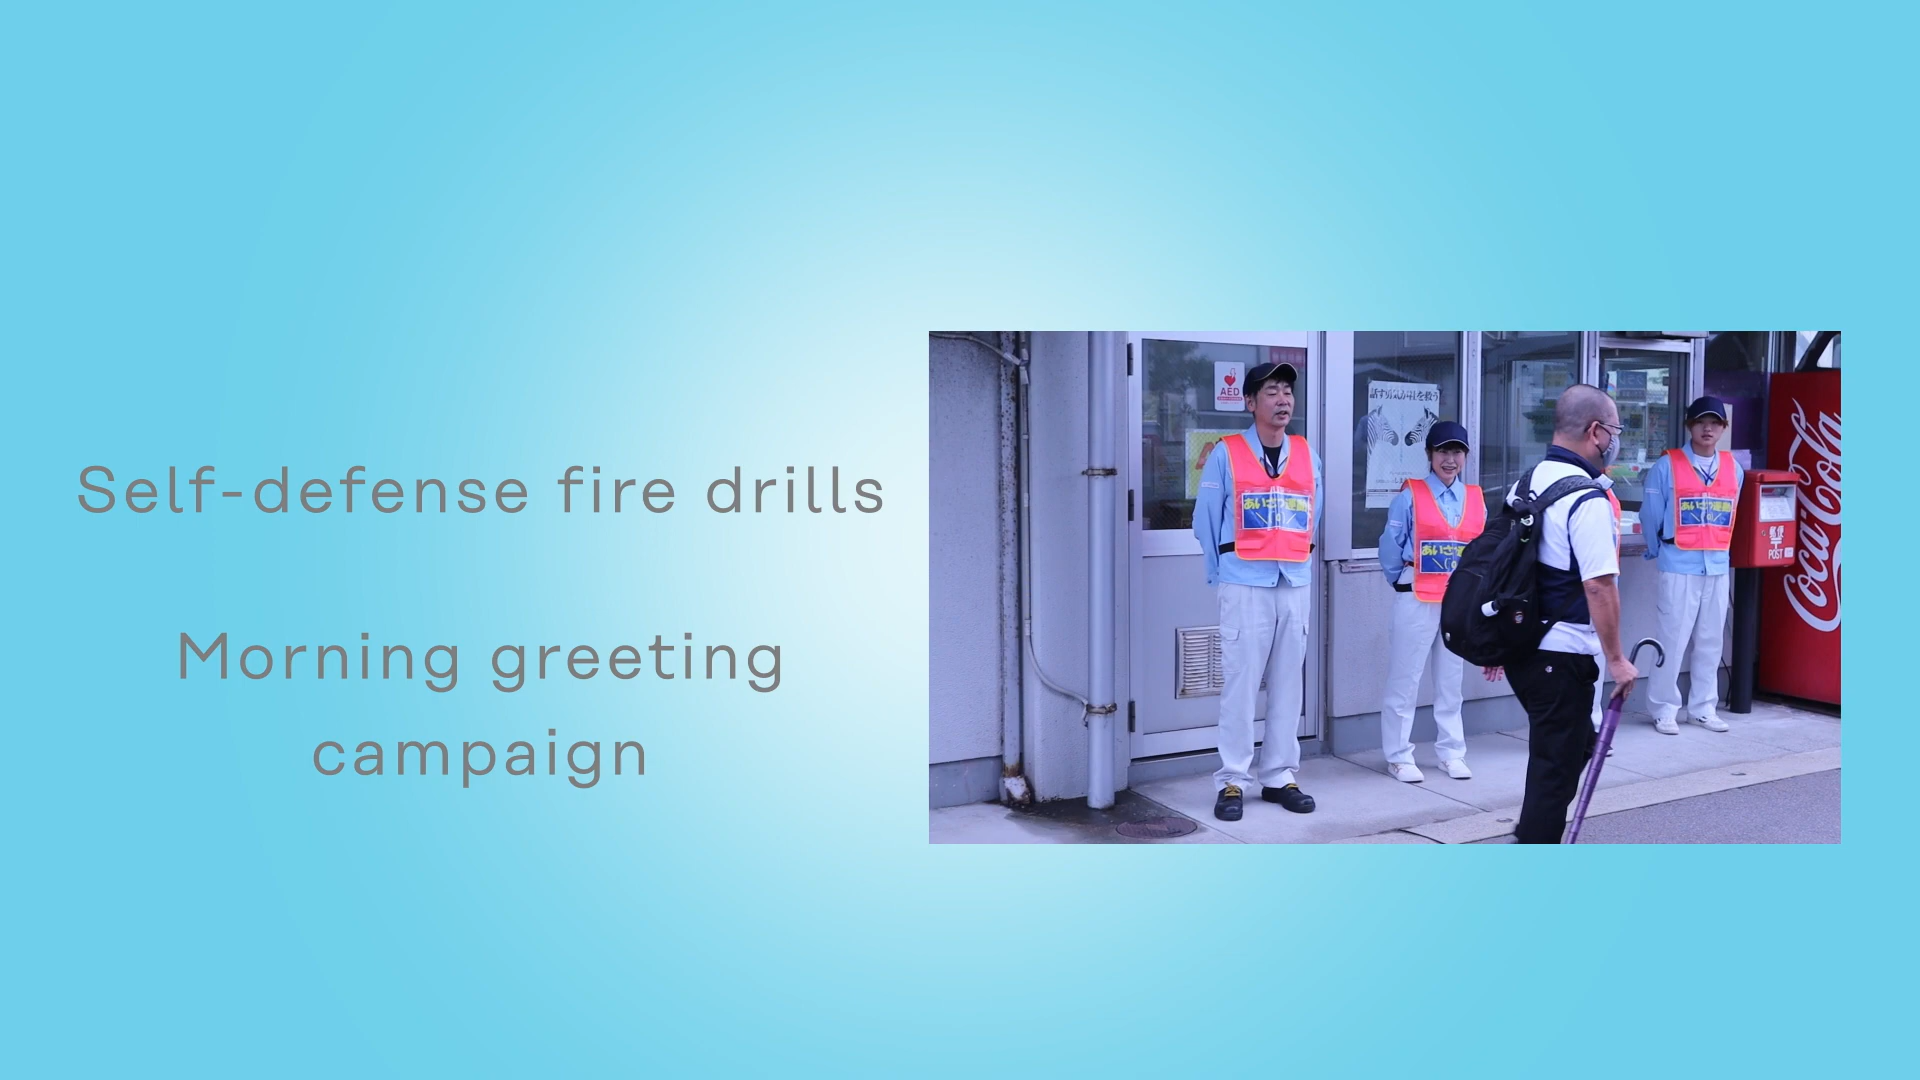 Self-defense fire drills
Morning greeting
campaign
AED
あいさつ運動
あいさつ運
あいさつ運動
郵便
POST
Coca-Cola